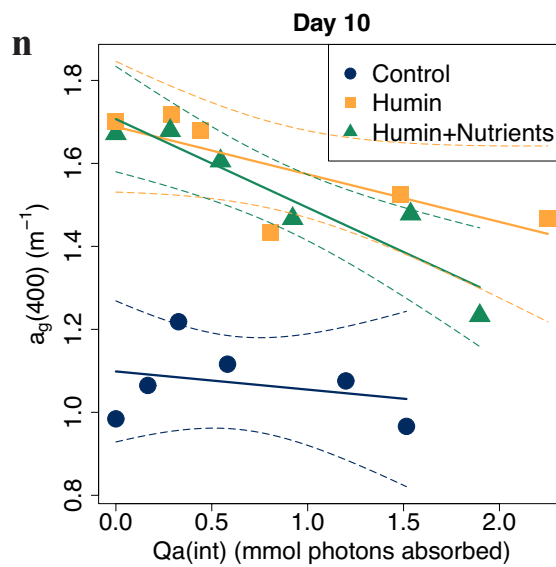 Day 10
n
Control
Humin
Humin+Nutrients
1.8
1.6
1.4
1.2
1.0
0.8
ag(400) (m−1)
0.0 0.5 1.0 1.5 2.0
Qa(int) (mmol photons absorbed)